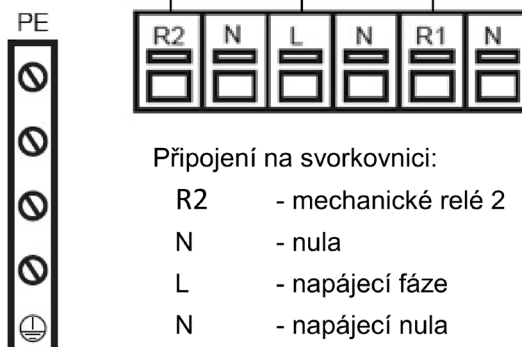 PE
R2 N L N R1 N
Připojení na svorkovnici:
R2 - mechanické relé 2
N - nula
L - napájecí fáze
N - napájecí nula